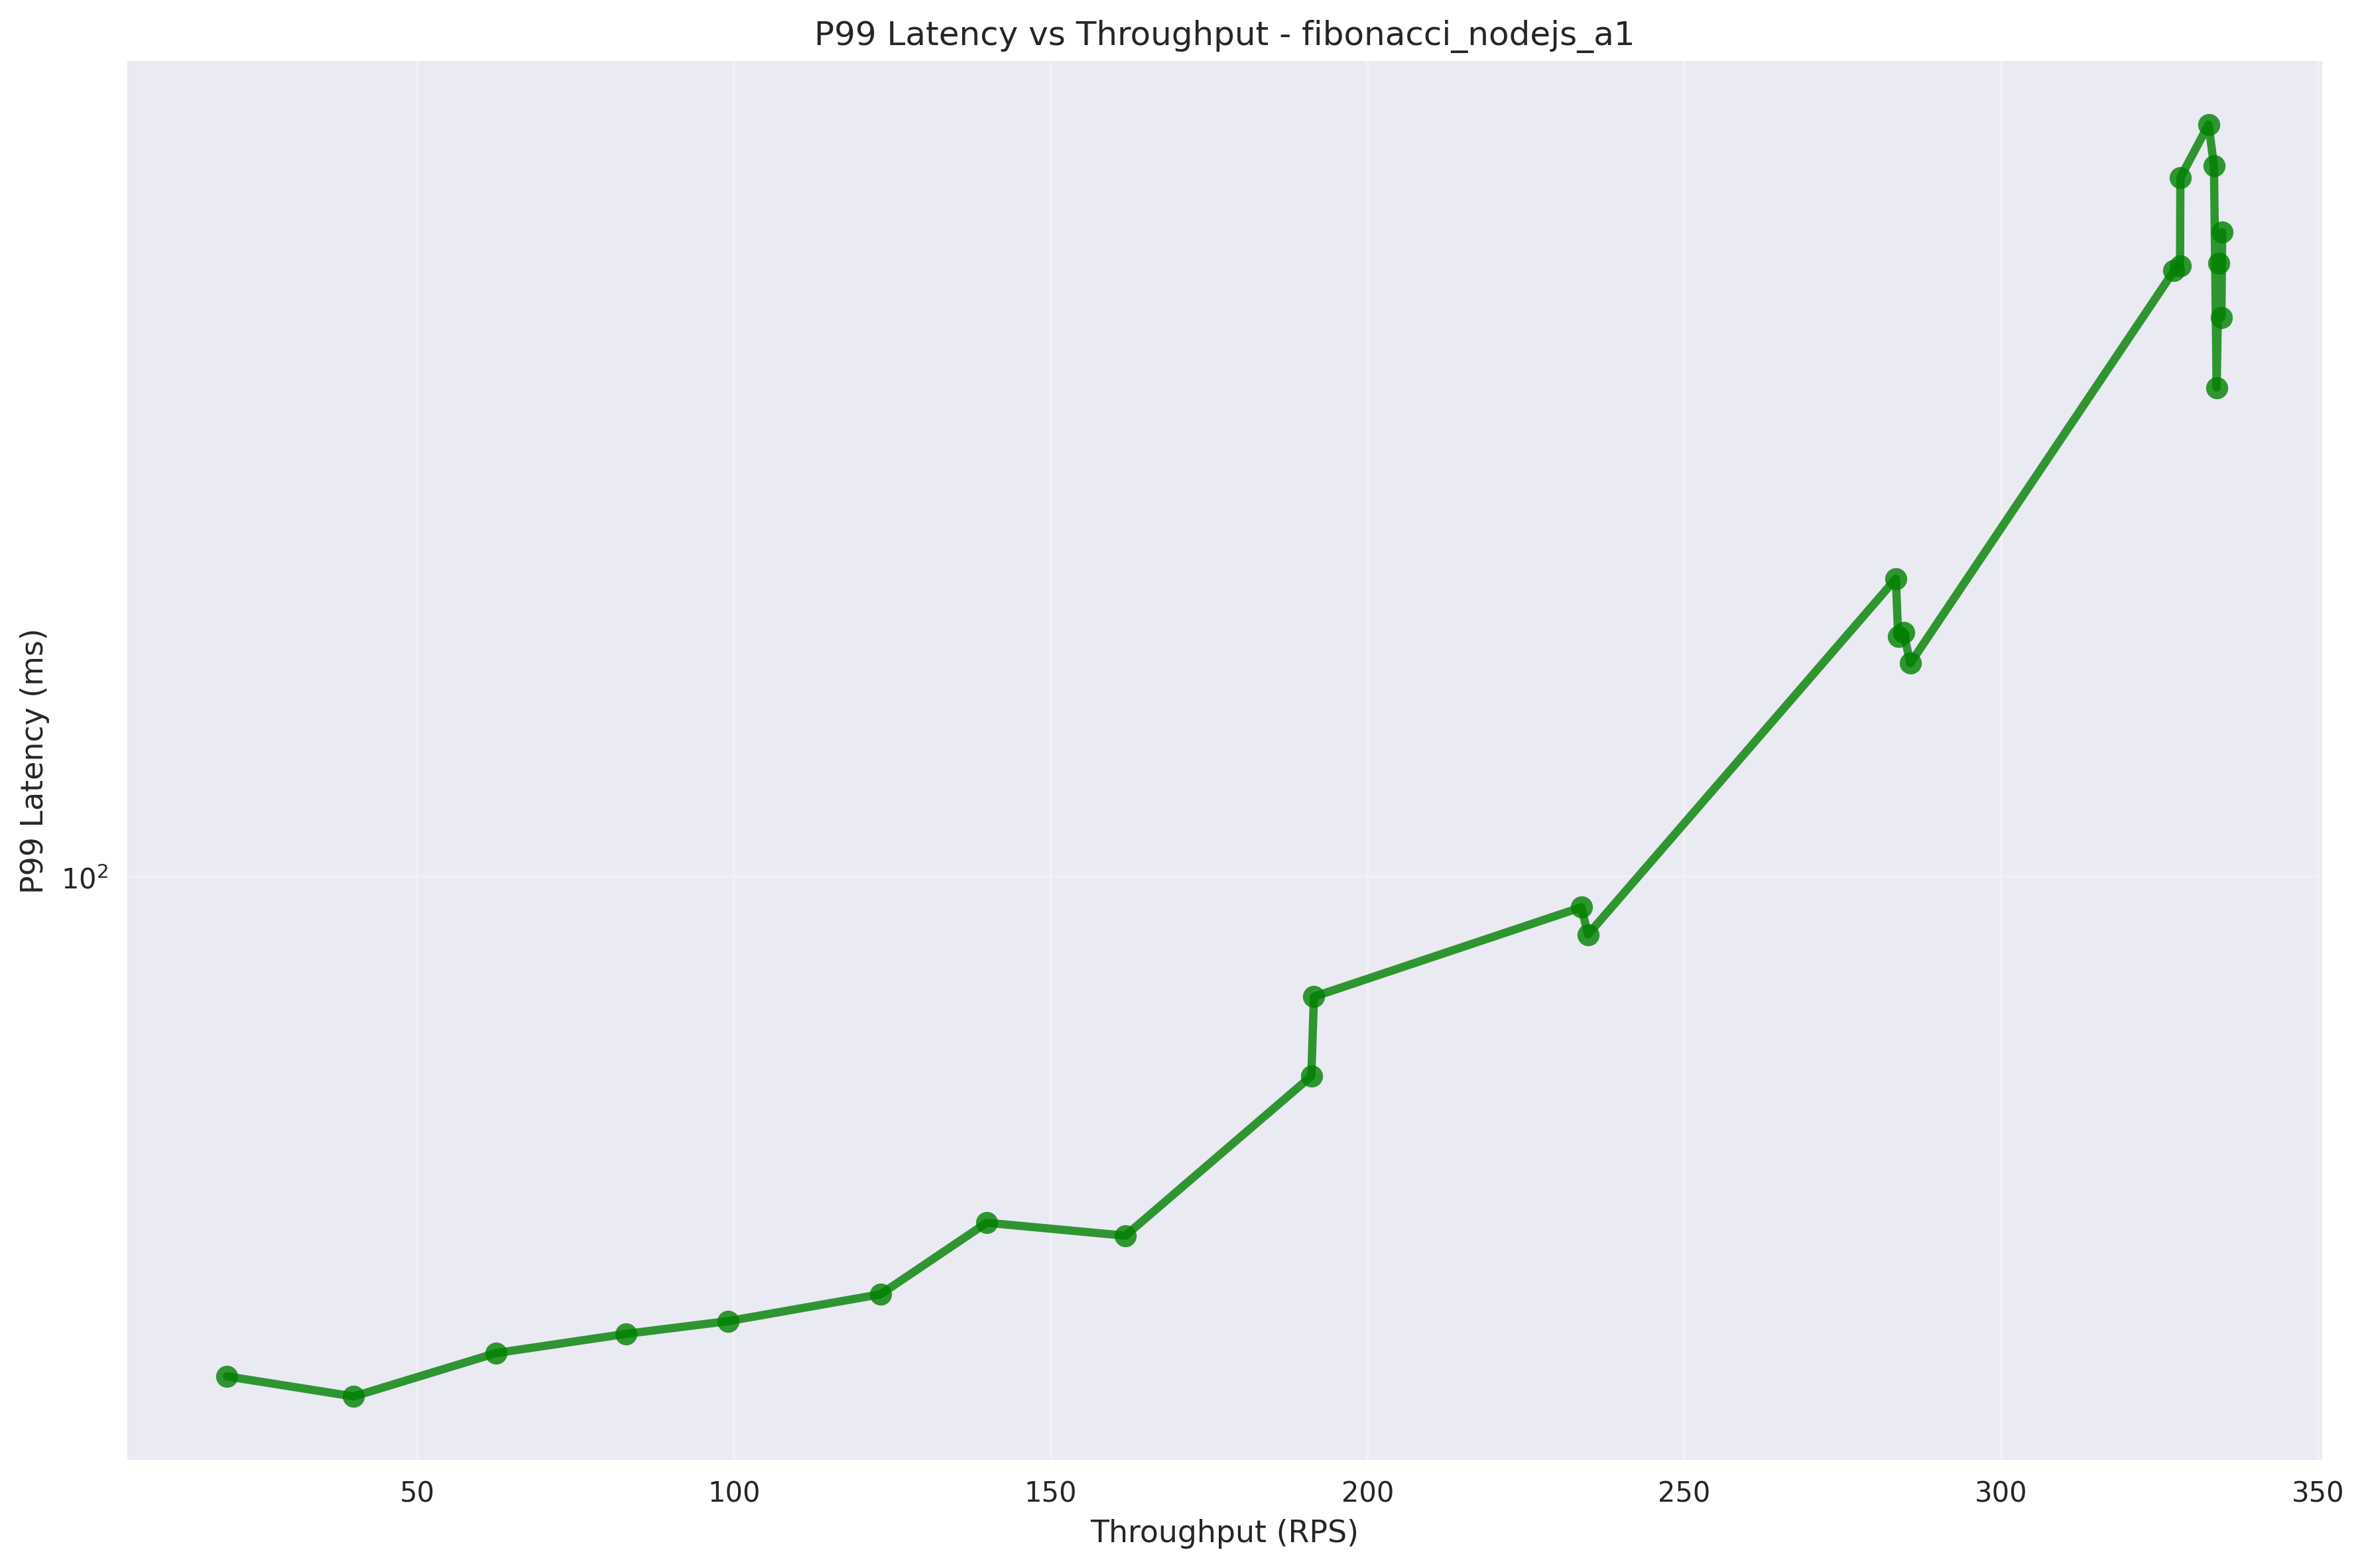 P99 Latency vs Throughput - fibonacci_nodejs_a1
P99 Latency (ms)
10²
50 100 150 200 250 300 350
Throughput (RPS)